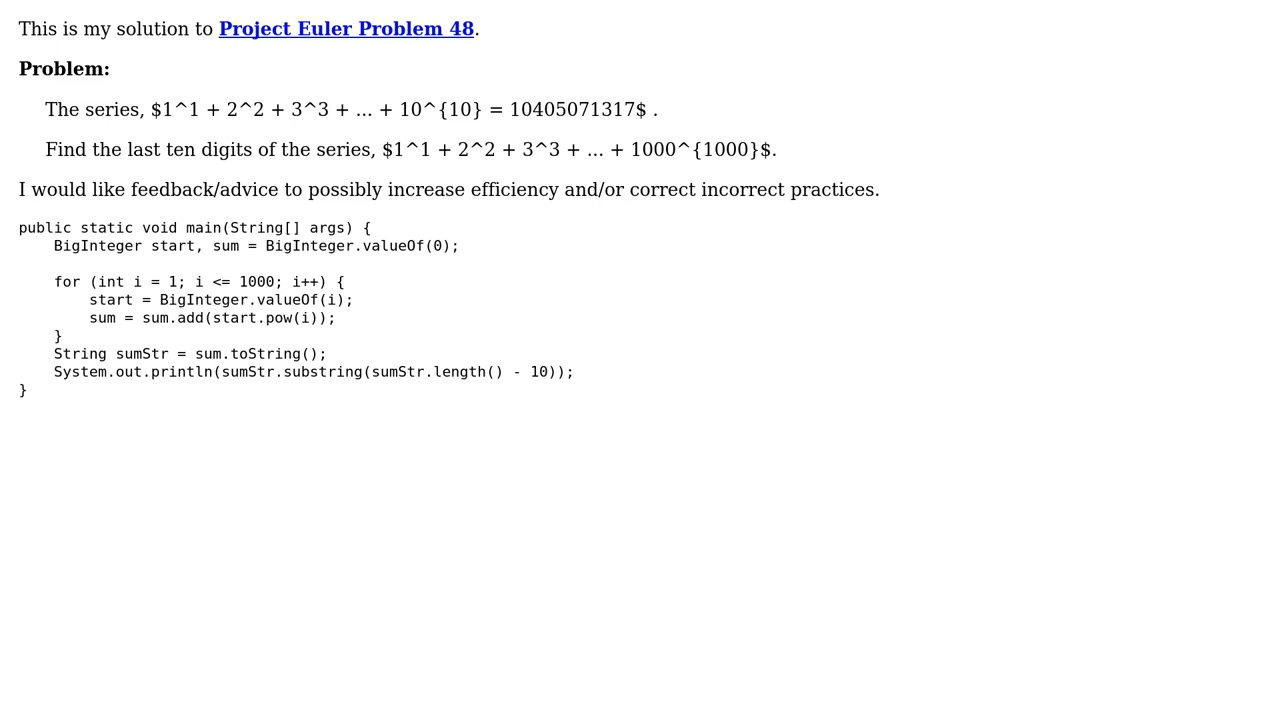 This is my solution to Project Euler Problem 48.
Problem:
The series, $1^1 + 2^2 + 3^3 + ... + 10^{10} = 10405071317$ .
Find the last ten digits of the series, $1^1 + 2^2 + 3^3 + ... + 1000^{1000}$.
I would like feedback/advice to possibly increase efficiency and/or correct incorrect practices.
public static void main(String[] args) {
    BigInteger start, sum = BigInteger.valueOf(0);

    for (int i = 1; i <= 1000; i++) {
        start = BigInteger.valueOf(i);
        sum = sum.add(start.pow(i));
    }
    String sumStr = sum.toString();
    System.out.println(sumStr.substring(sumStr.length() - 10));
}